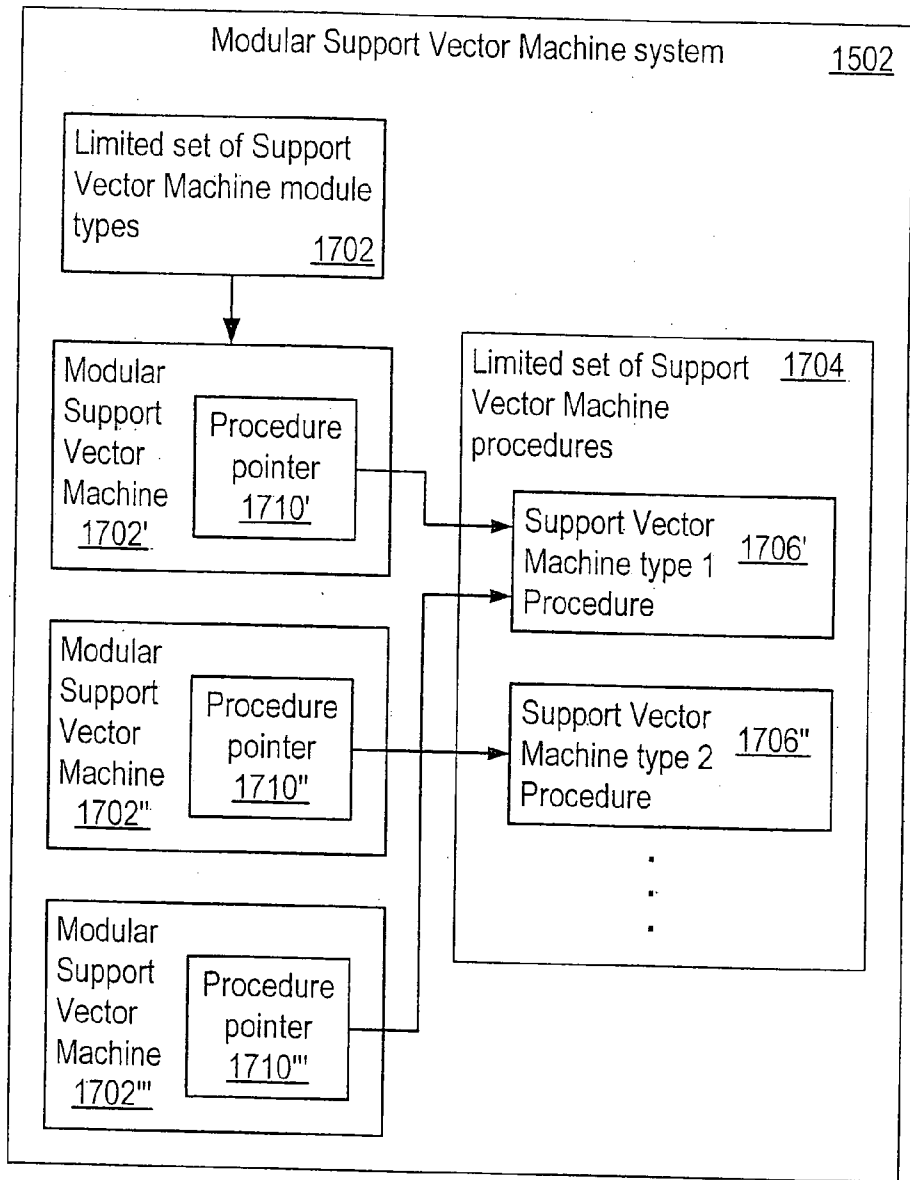 Modular Support Vector Machine system 1502
Limited set of Support
Vector Machine module
types
1702
Modular
Support
Vector
Machine
1702'
Procedure
pointer
1710'
Limited set of Support 1704
Vector Machine
procedures
Support Vector
Machine type 1
Procedure
1706'
Modular
Support
Vector
Machine
1702"
Procedure
pointer
1710"
Support Vector
Machine type 2
Procedure
1706"
Modular
Support
Vector
Machine
1702'''
Procedure
pointer
1710'''